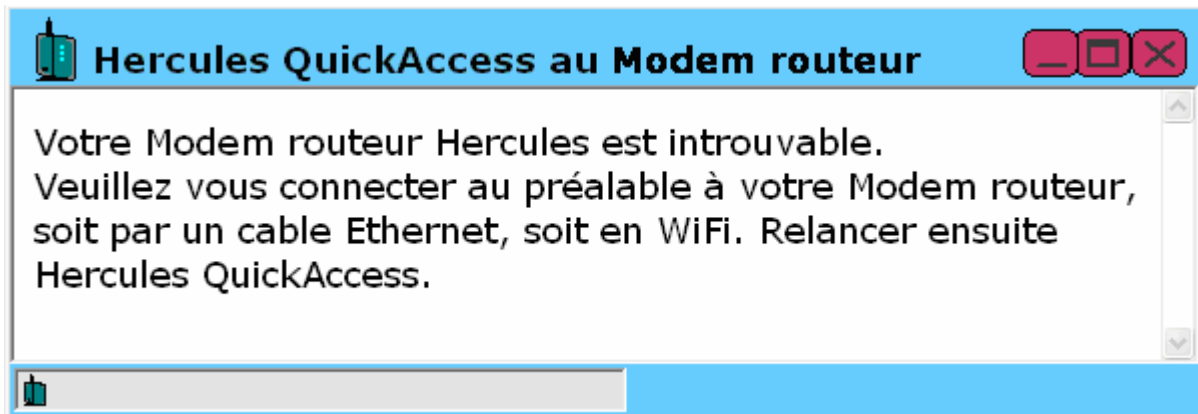 Hercules QuickAccess au Modem routeur
Votre Modem routeur Hercules est introuvable.
Veuillez vous connecter au préalable à votre Modem routeur,
soit par un cable Ethernet, soit en WiFi. Relancer ensuite
Hercules QuickAccess.